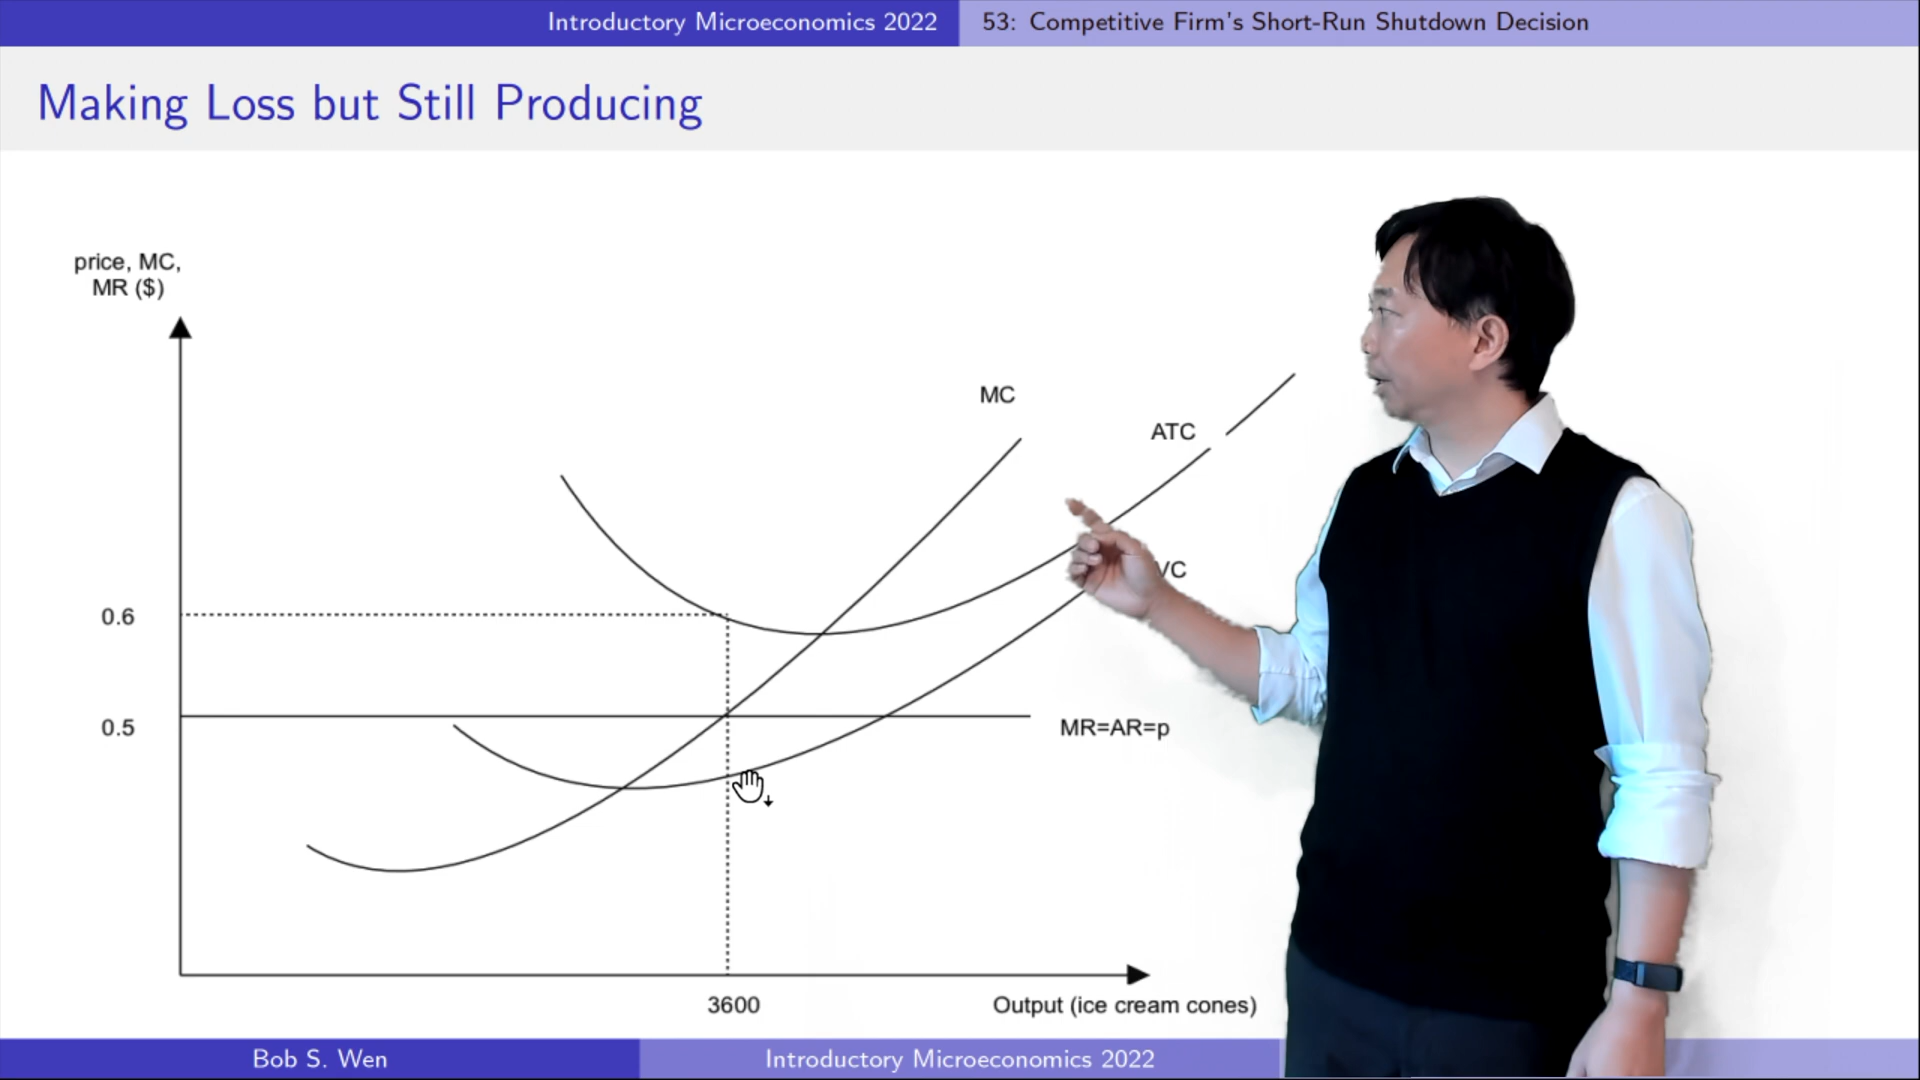 Introductory Microeconomics 2022
53: Competitive Firm's Short-Run Shutdown Decision
Making Loss but Still Producing
price, MC,
MR ($)
MC
ATC
VC
0.6
0.5
MR=AR=p
3600
Output (ice cream cones)
Bob S. Wen
Introductory Microeconomics 2022